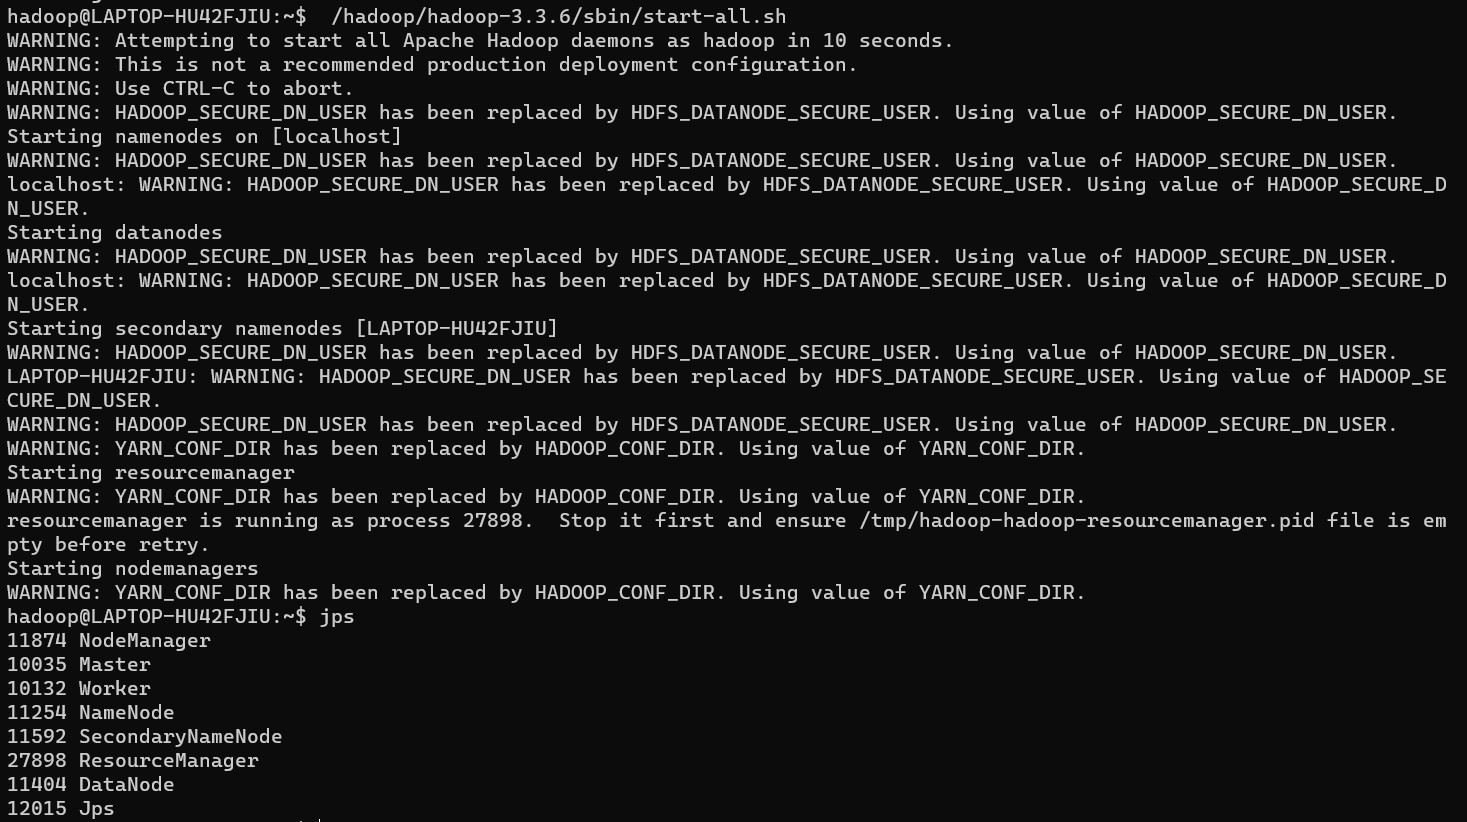 hadoop@LAPTOP-HU42FJIU:~$  /hadoop/hadoop-3.3.6/sbin/start-all.sh
WARNING: Attempting to start all Apache Hadoop daemons as hadoop in 10 seconds.
WARNING: This is not a recommended production deployment configuration.
WARNING: Use CTRL-C to abort.
WARNING: HADOOP_SECURE_DN_USER has been replaced by HDFS_DATANODE_SECURE_USER. Using value of HADOOP_SECURE_DN_USER.
Starting namenodes on [localhost]
WARNING: HADOOP_SECURE_DN_USER has been replaced by HDFS_DATANODE_SECURE_USER. Using value of HADOOP_SECURE_DN_USER.
localhost: WARNING: HADOOP_SECURE_DN_USER has been replaced by HDFS_DATANODE_SECURE_USER. Using value of HADOOP_SECURE_D
N_USER.
Starting datanodes
WARNING: HADOOP_SECURE_DN_USER has been replaced by HDFS_DATANODE_SECURE_USER. Using value of HADOOP_SECURE_DN_USER.
localhost: WARNING: HADOOP_SECURE_DN_USER has been replaced by HDFS_DATANODE_SECURE_USER. Using value of HADOOP_SECURE_D
N_USER.
Starting secondary namenodes [LAPTOP-HU42FJIU]
WARNING: HADOOP_SECURE_DN_USER has been replaced by HDFS_DATANODE_SECURE_USER. Using value of HADOOP_SECURE_DN_USER.
LAPTOP-HU42FJIU: WARNING: HADOOP_SECURE_DN_USER has been replaced by HDFS_DATANODE_SECURE_USER. Using value of HADOOP_SE
CURE_DN_USER.
WARNING: HADOOP_SECURE_DN_USER has been replaced by HDFS_DATANODE_SECURE_USER. Using value of HADOOP_SECURE_DN_USER.
WARNING: YARN_CONF_DIR has been replaced by HADOOP_CONF_DIR. Using value of YARN_CONF_DIR.
Starting resourcemanager
WARNING: YARN_CONF_DIR has been replaced by HADOOP_CONF_DIR. Using value of YARN_CONF_DIR.
resourcemanager is running as process 27898.  Stop it first and ensure /tmp/hadoop-hadoop-resourcemanager.pid file is em
pty before retry.
Starting nodemanagers
WARNING: YARN_CONF_DIR has been replaced by HADOOP_CONF_DIR. Using value of YARN_CONF_DIR.
hadoop@LAPTOP-HU42FJIU:~$ jps
11874 NodeManager
10035 Master
10132 Worker
11254 NameNode
11592 SecondaryNameNode
27898 ResourceManager
11404 DataNode
12015 Jps